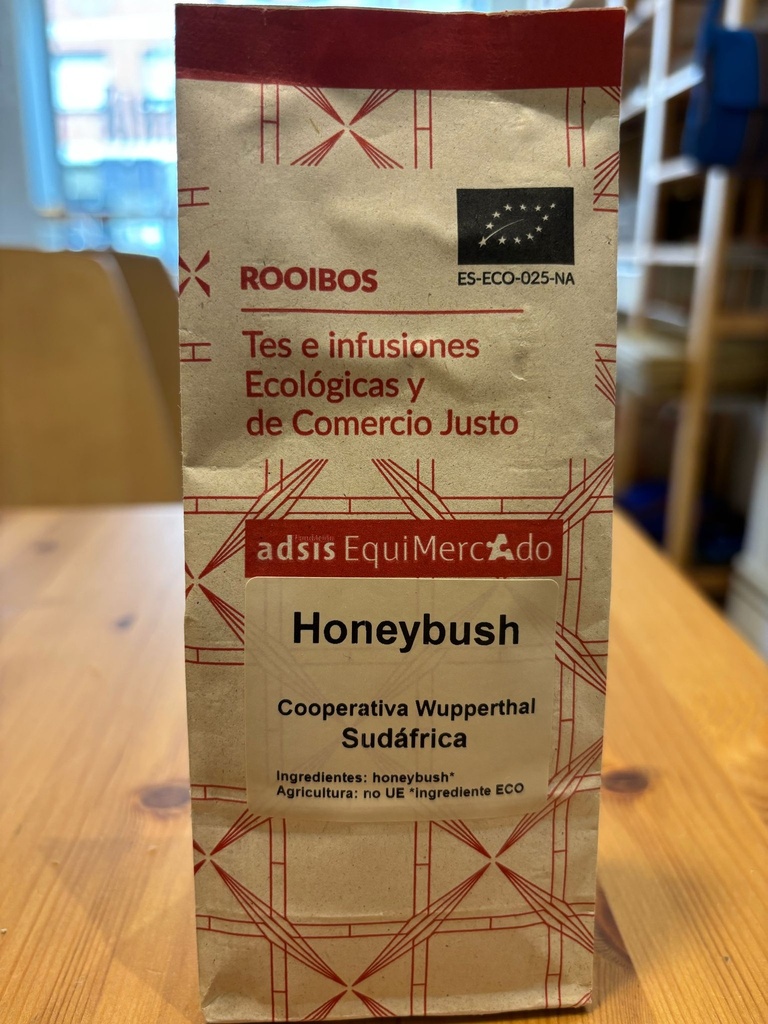 ES-ECO-025-NA
ROOIBOS
Tes e infusiones
Ecológicas y
de Comercio Justo
Fundación
adsis EquiMercado
Honeybush
Cooperativa Wupperthal
Sudáfrica
Ingredientes: honeybush*
Agricultura: no UE *ingrediente ECO